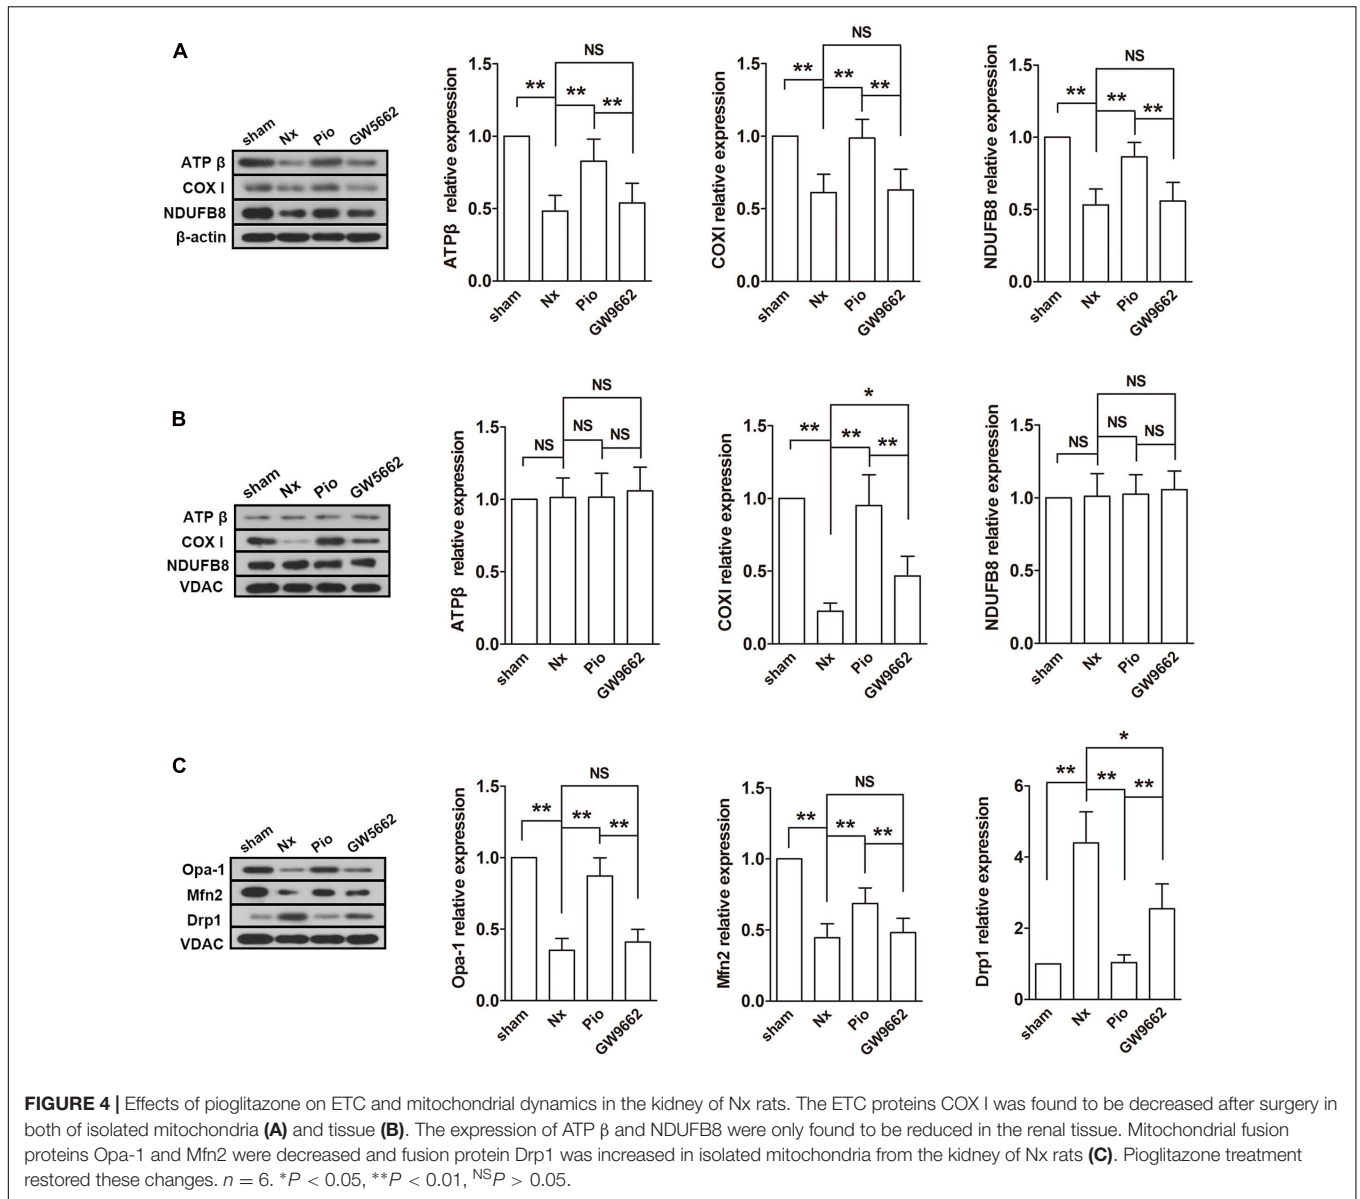 A
sham Nx Pio GW5662
ATP β
COX I
NDUFB8
β-actin
ATPβ relative expression
1.5
1.0
0.5
0.0
** ** ** NS
sham Nx Pio GW9662
COXI relative expression
1.5
1.0
0.5
0.0
** ** ** NS
sham Nx Pio GW9662
NDUFB8 relative expression
1.5
1.0
0.5
0.0
** ** ** NS
sham Nx Pio GW9662
B
sham Nx Pio GW5662
ATP β
COX I
NDUFB8
VDAC
ATPβ relative expression
1.5
1.0
0.5
0.0
NS NS NS NS
sham Nx Pio GW9662
COXI relative expression
1.5
1.0
0.5
0.0
** ** ** *
sham Nx Pio GW9662
NDUFB8 relative expression
1.5
1.0
0.5
0.0
NS NS NS NS
sham Nx Pio GW9662
C
sham Nx Pio GW5662
Opa-1
Mfn2
Drp1
VDAC
Opa-1 relative expression
1.5
1.0
0.5
0.0
** ** ** NS
sham Nx Pio GW9662
Mfn2 relative expression
1.5
1.0
0.5
0.0
** ** ** NS
sham Nx Pio GW9662
Drp1 relative expression
6
4
2
0
** ** ** *
sham Nx Pio GW9662
FIGURE 4 | Effects of pioglitazone on ETC and mitochondrial dynamics in the kidney of Nx rats. The ETC proteins COX I was found to be decreased after surgery in
both of isolated mitochondria (A) and tissue (B). The expression of ATP β and NDUFB8 were only found to be reduced in the renal tissue. Mitochondrial fusion
proteins Opa-1 and Mfn2 were decreased and fusion protein Drp1 was increased in isolated mitochondria from the kidney of Nx rats (C). Pioglitazone treatment
restored these changes. n = 6. *P < 0.05, **P < 0.01, NSP > 0.05.